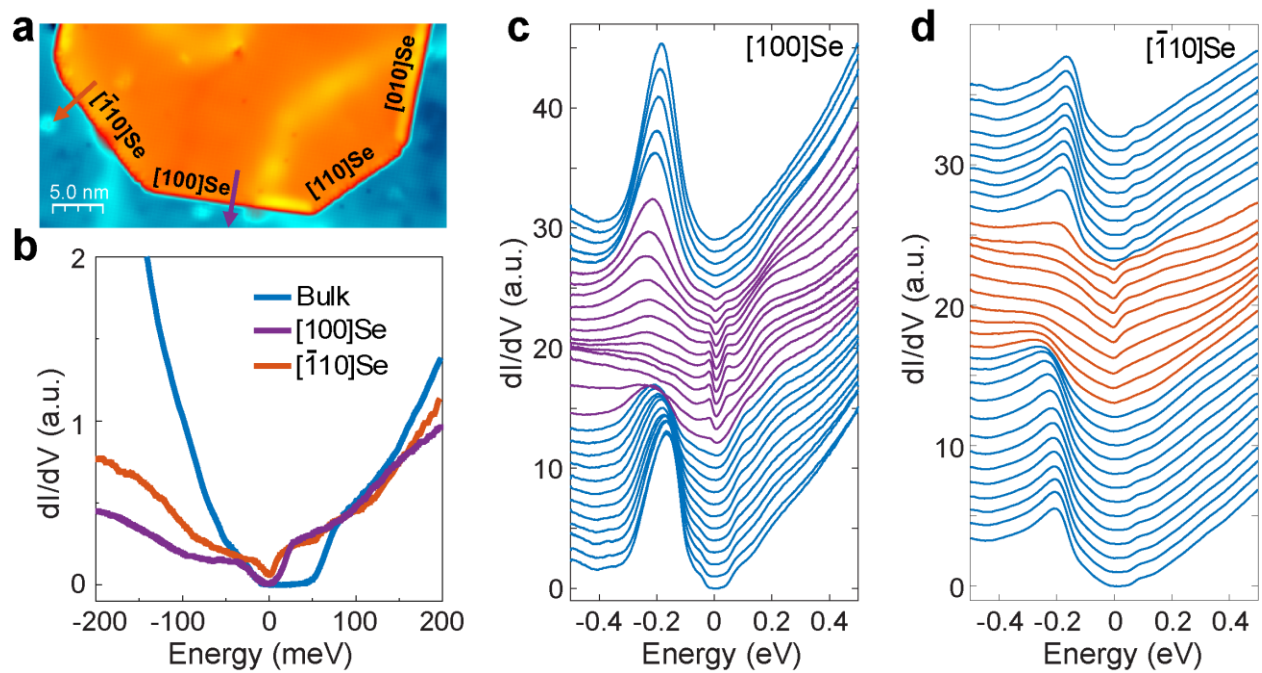 a
[1̄10]Se
[100]Se
[110]Se
[010]Se
5.0 nm
b
2
1
0
dI/dV (a.u.)
Bulk
[100]Se
[1̄10]Se
-200
-100
0
100
200
Energy (meV)
c
[100]Se
40
30
20
10
0
dI/dV (a.u.)
-0.4
-0.2
0
0.2
0.4
Energy (eV)
d
[1̄10]Se
30
20
10
0
dI/dV (a.u.)
-0.4
-0.2
0
0.2
0.4
Energy (eV)